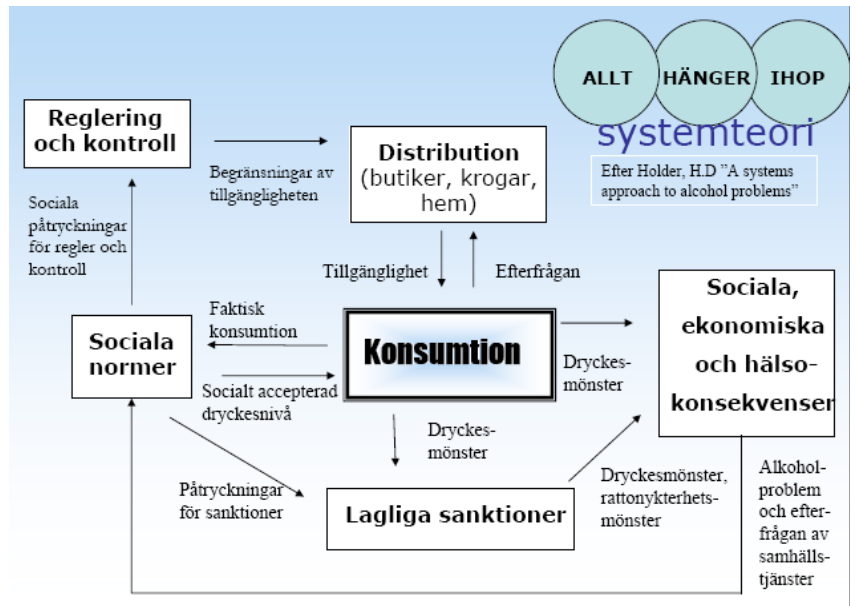 ALLT HÄNGER IHOP
systemteori
Efter Holder, H.D ”A systems
approach to alcohol problems”
Reglering
och kontroll
Begränsningar av
tillgängligheten
Distribution
(butiker, krogar,
hem)
Sociala
påtryckningar
för regler och
kontroll
Tillgänglighet
Efterfrågan
Sociala
normer
Faktisk
konsumtion
Socialt accepterad
dryckesnivå
Konsumtion
Dryckes-
mönster
Sociala,
ekonomiska
och hälso-
konsekvenser
Dryckes-
mönster
Påtryckningar
för sanktioner
Lagliga sanktioner
Dryckesmönster,
rattonykterhets-
mönster
Alkohol-
problem
och efter-
frågan av
samhälls-
tjänster